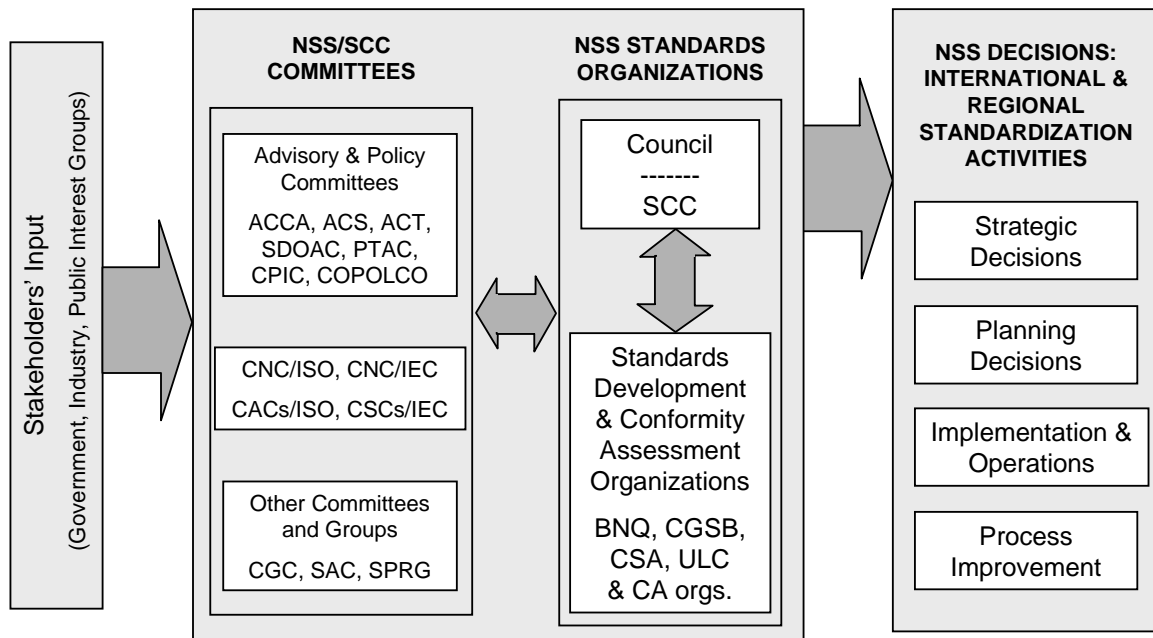 Stakeholders' Input
(Government, Industry, Public Interest Groups)
NSS/SCC
COMMITTEES
Advisory & Policy
Committees
ACCA, ACS, ACT,
SDOAC, PTAC,
CPIC, COPOLCO
CNC/ISO, CNC/IEC
CACs/ISO, CSCs/IEC
Other Committees
and Groups
CGC, SAC, SPRG
NSS STANDARDS
ORGANIZATIONS
Council
-------
SCC
Standards
Development
& Conformity
Assessment
Organizations
BNQ, CGSB,
CSA, ULC
& CA orgs.
NSS DECISIONS:
INTERNATIONAL &
REGIONAL
STANDARDIZATION
ACTIVITIES
Strategic
Decisions
Planning
Decisions
Implementation &
Operations
Process
Improvement